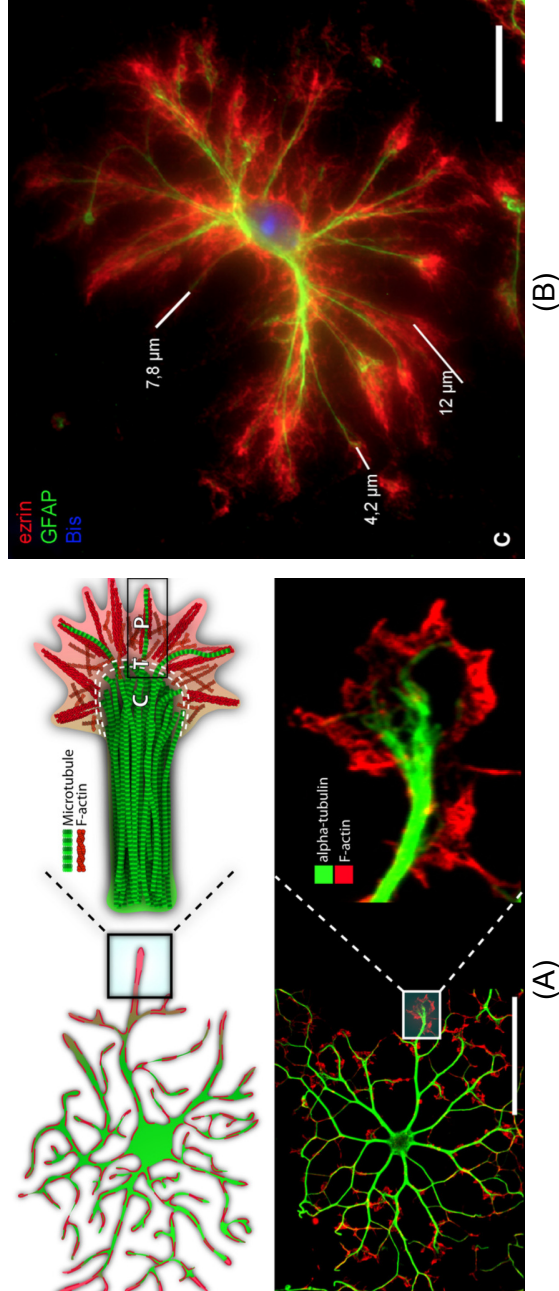 Microtubule
F-actin
C T P
alpha-tubulin
F-actin
(A)
ezrin
GFAP
Bis
7,8 µm
4,2 µm
12 µm
C
(B)